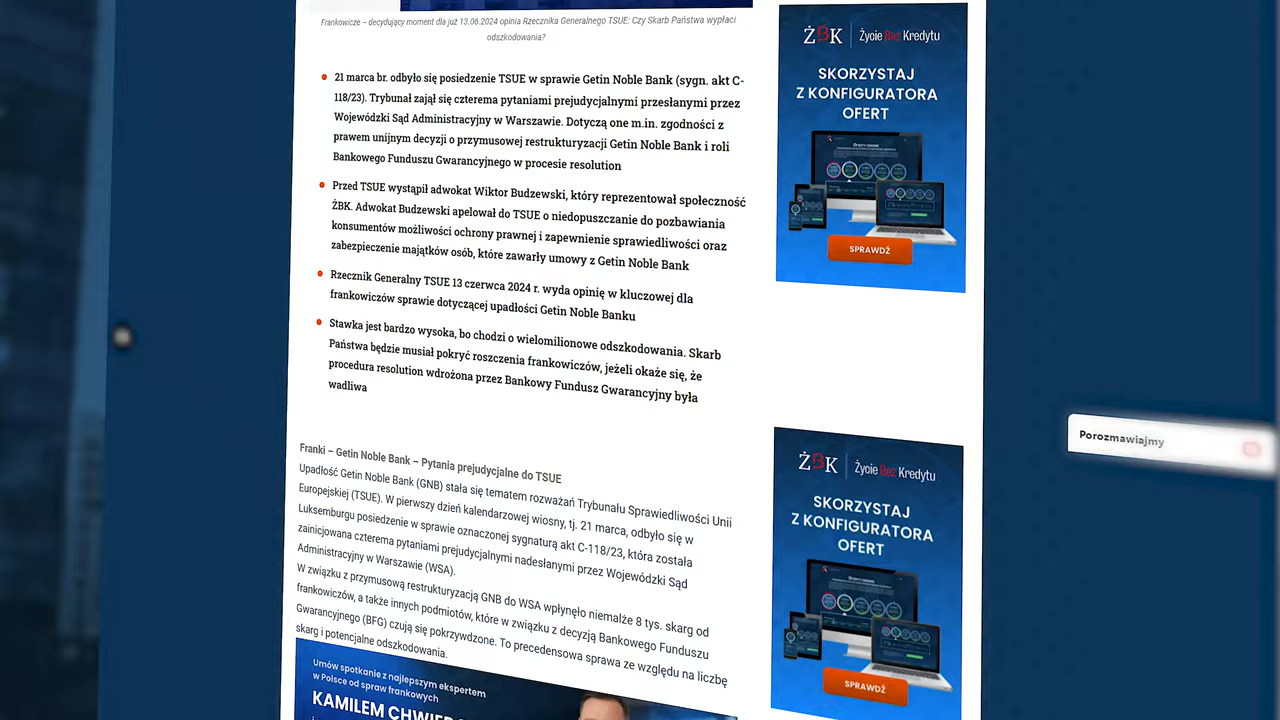 Frankowicze – decydujący moment dla już 13.06.2024 opinia Rzecznika Generalnego TSUE: Czy Skarb Państwa wypłaci
odszkodowania?
21 marca br. odbyło się posiedzenie TSUE w sprawie Getin Noble Bank (sygn. akt C-
118/23). Trybunał zajął się czterema pytaniami prejudycjalnymi przesłanymi przez
Wojewódzki Sąd Administracyjny w Warszawie. Dotyczą one m.in. zgodności z
prawem unijnym decyzji o przymusowej restrukturyzacji Getin Noble Bank i roli
Bankowego Funduszu Gwarancyjnego w procesie resolution
Przed TSUE wystąpił adwokat Wiktor Budzewski, który reprezentował społeczność
ŻBK. Adwokat Budzewski apelował do TSUE o niedopuszczanie do pozbawiania
konsumentów możliwości ochrony prawnej i zapewnienie sprawiedliwości oraz
zabezpieczenie majątków osób, które zawarły umowy z Getin Noble Bank
Rzecznik Generalny TSUE 13 czerwca 2024 r. wyda opinię w kluczowej dla
frankowiczów sprawie dotyczącej upadłości Getin Noble Banku
Stawka jest bardzo wysoka, bo chodzi o wielomilionowe odszkodowania. Skarb
Państwa będzie musiał pokryć roszczenia frankowiczów, jeżeli okaże się, że
procedura resolution wdrożona przez Bankowy Fundusz Gwarancyjny była
wadliwa
Franki – Getin Noble Bank – Pytania prejudycjalne do TSUE
Upadłość Getin Noble Bank (GNB) stała się tematem rozważań Trybunału Sprawiedliwości Unii
Europejskiej (TSUE). W pierwszy dzień kalendarzowej wiosny, tj. 21 marca, odbyło się w
Luksemburgu posiedzenie w sprawie oznaczonej sygnaturą akt C-118/23, która została
zainicjowana czterema pytaniami prejudycjalnymi nadesłanymi przez Wojewódzki Sąd
Administracyjny w Warszawie (WSA).
W związku z przymusową restrukturyzacją GNB do WSA wpłynęło niemalże 8 tys. skarg od
frankowiczów, a także innych podmiotów, które w związku z decyzją Bankowego Funduszu
Gwarancyjnego (BFG) czują się pokrzywdzone. To precedensowa sprawa ze względu na liczbę
skarg i potencjalne odszkodowania.
Umów spotkanie z najlepszym ekspertem
w Polsce od spraw frankowych
KAMILEM
ŻBK Życie Bez Kredytu
SKORZYSTAJ
Z KONFIGURATORA
OFERT
SPRAWDŹ
ŻBK Życie Bez Kredytu
SKORZYSTAJ
Z KONFIGURATORA
OFERT
SPRAWDŹ
Porozmawiajmy